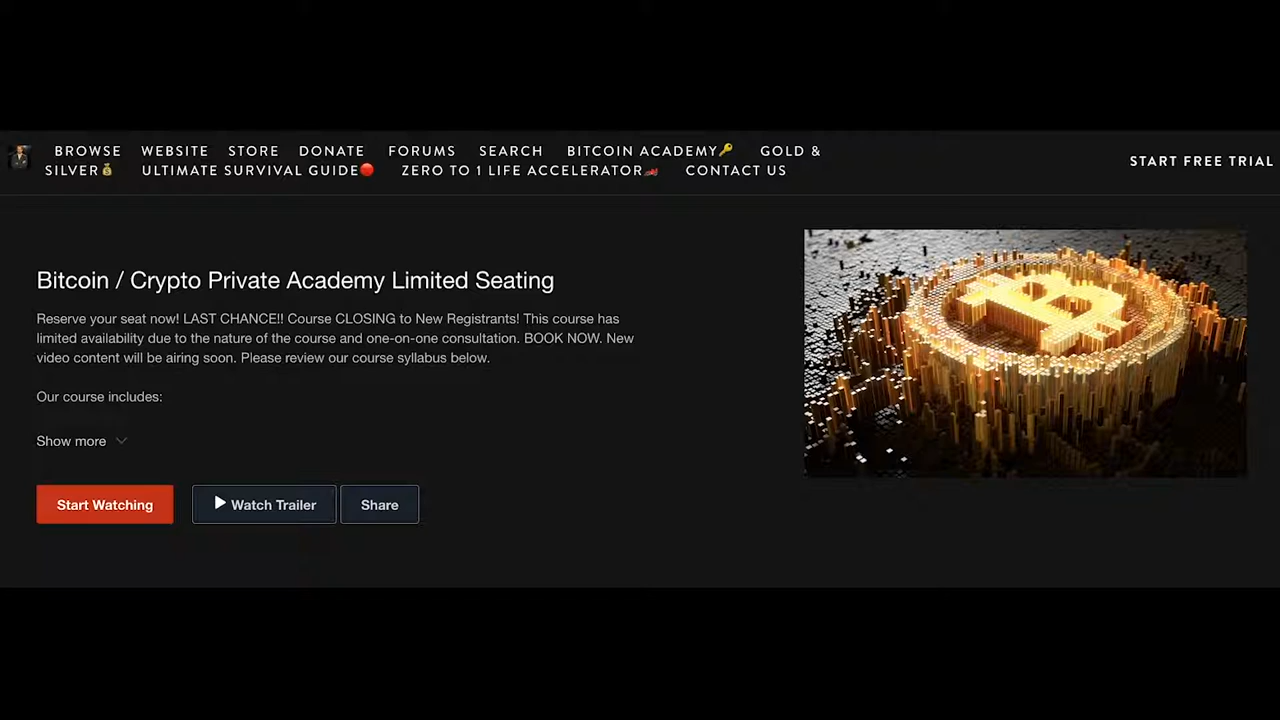 BROWSE WEBSITE STORE DONATE FORUMS SEARCH BITCOIN ACADEMY🔑 GOLD &
SILVER💰 ULTIMATE SURVIVAL GUIDE🔴 ZERO TO 1 LIFE ACCELERATOR🏎️ CONTACT US
START FREE TRIAL
Bitcoin / Crypto Private Academy Limited Seating
Reserve your seat now! LAST CHANCE!! Course CLOSING to New Registrants! This course has
limited availability due to the nature of the course and one-on-one consultation. BOOK NOW. New
video content will be airing soon. Please review our course syllabus below.
Our course includes:
Show more
Start Watching Watch Trailer Share